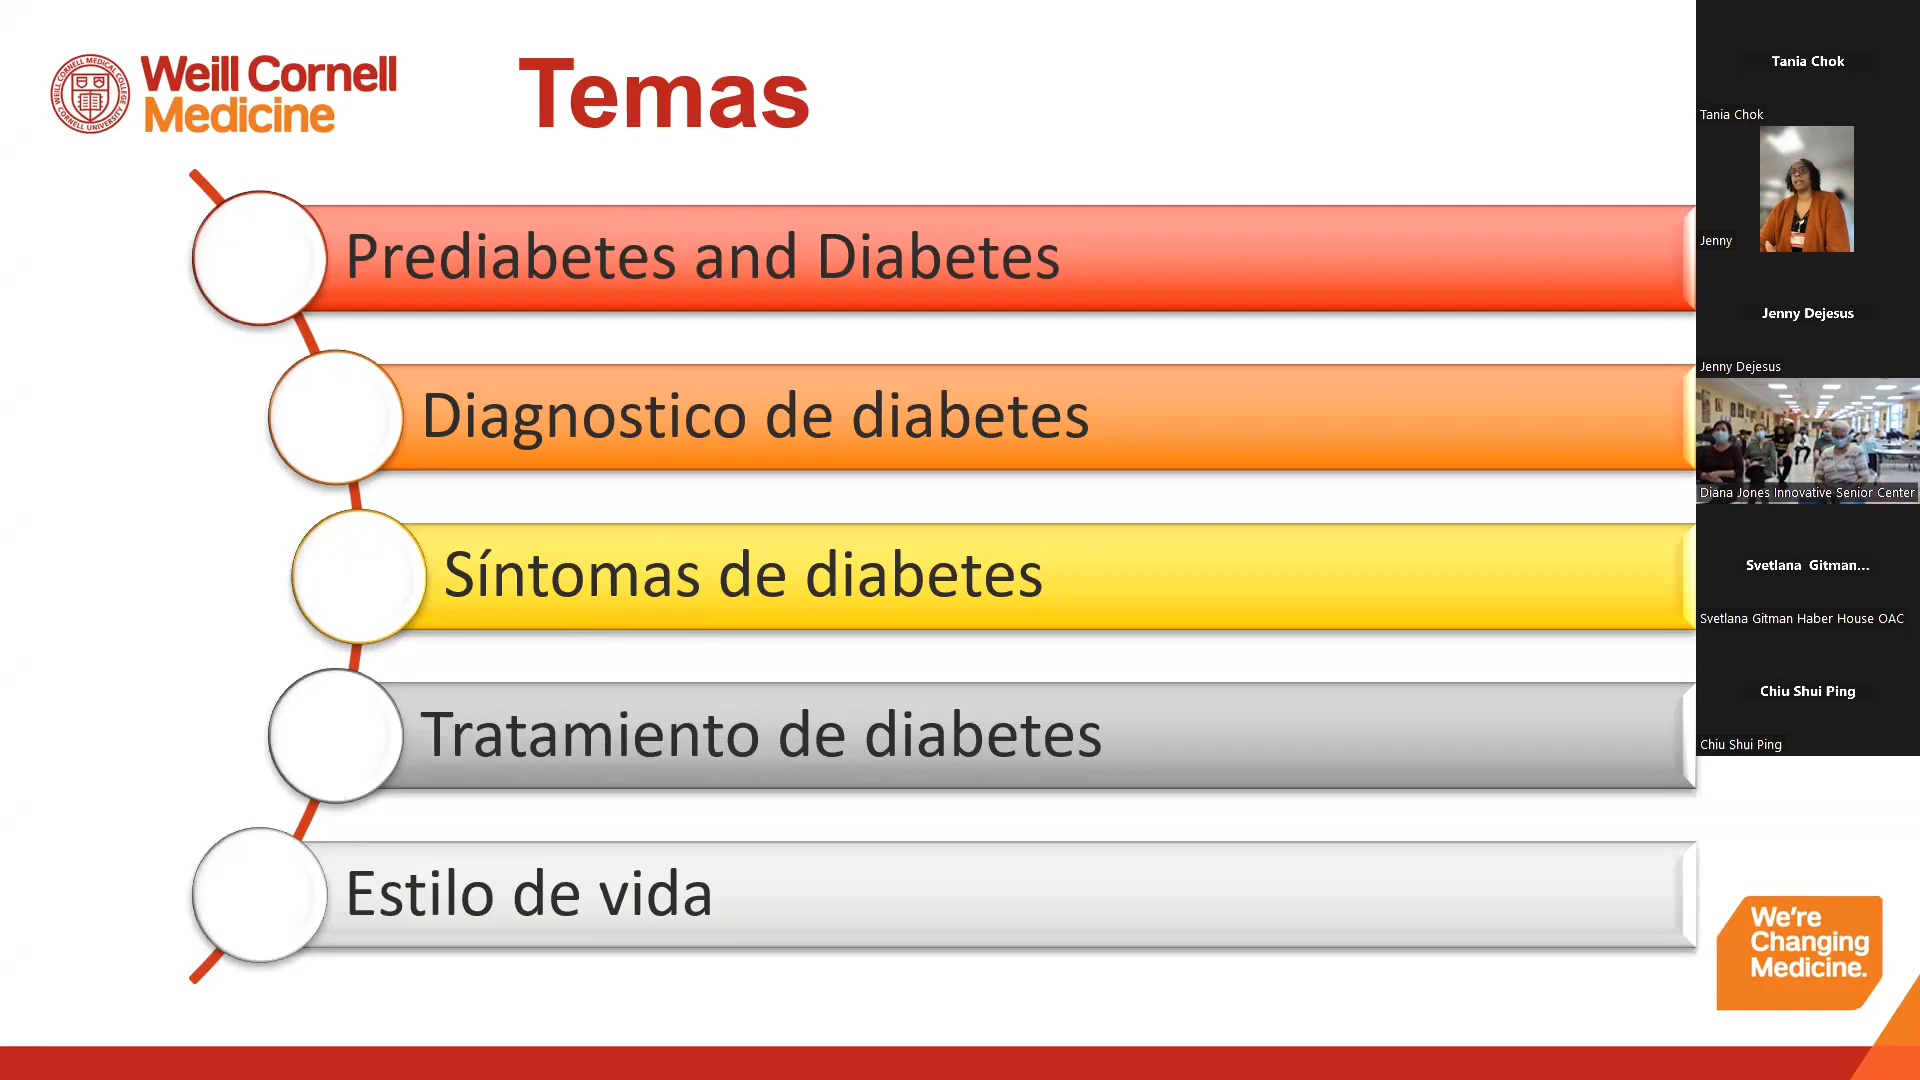 Weill Cornell
Medicine
Temas
Prediabetes and Diabetes
Diagnostico de diabetes
Síntomas de diabetes
Tratamiento de diabetes
Estilo de vida
Tania Chok
Tania Chok
Jenny
Jenny Dejesus
Jenny Dejesus
Diana Jones Innovative Senior Center
Svetlana Gitman...
Svetlana Gitman Haber House OAC
Chiu Shui Ping
Chiu Shui Ping
We're
Changing
Medicine.